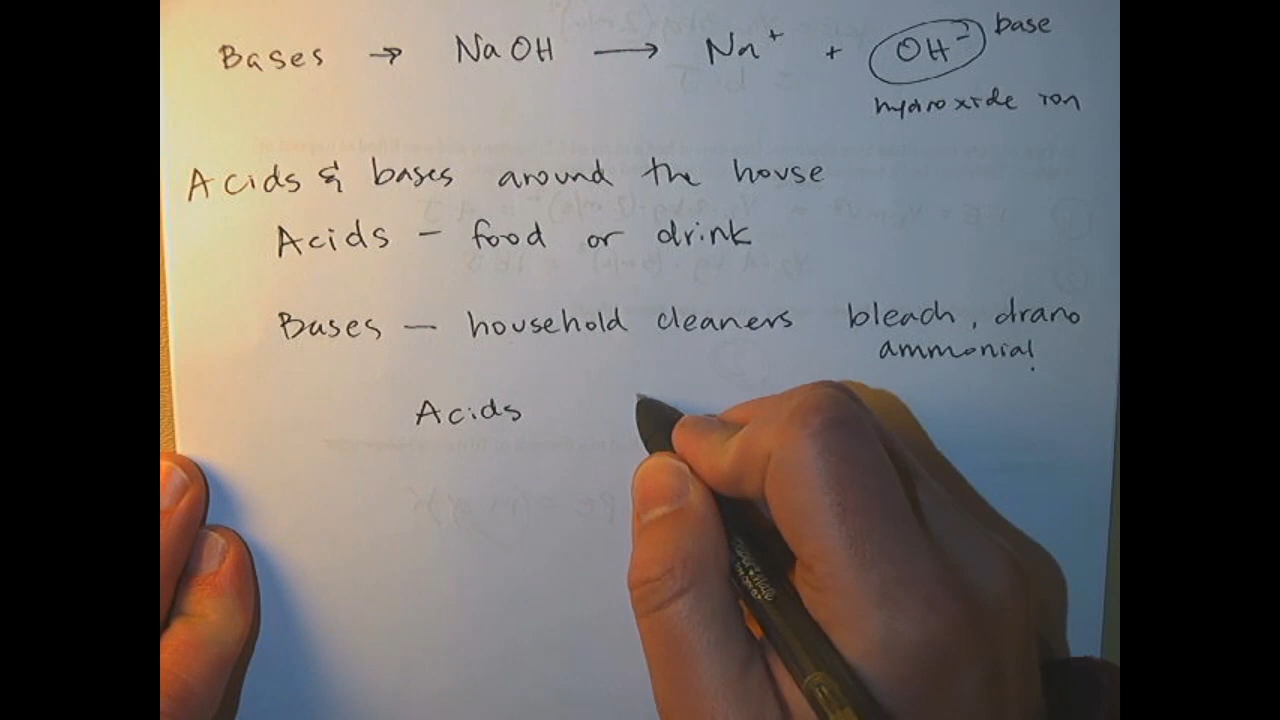 Bases → NaOH → Na⁺ + OH⁻ base
hydroxide ion
Acids & bases around the house
Acids - food or drink
Bases - household cleaners bleach, drano
ammonia!
Acids